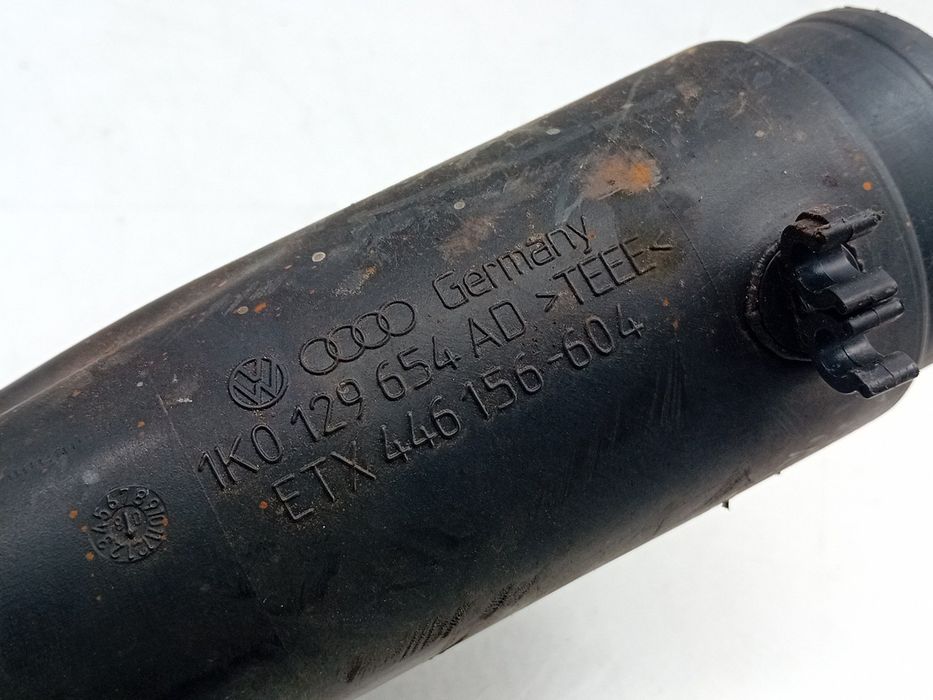 Germany
1K0 129 654 AD >TEEE<
ETX 446 156-604